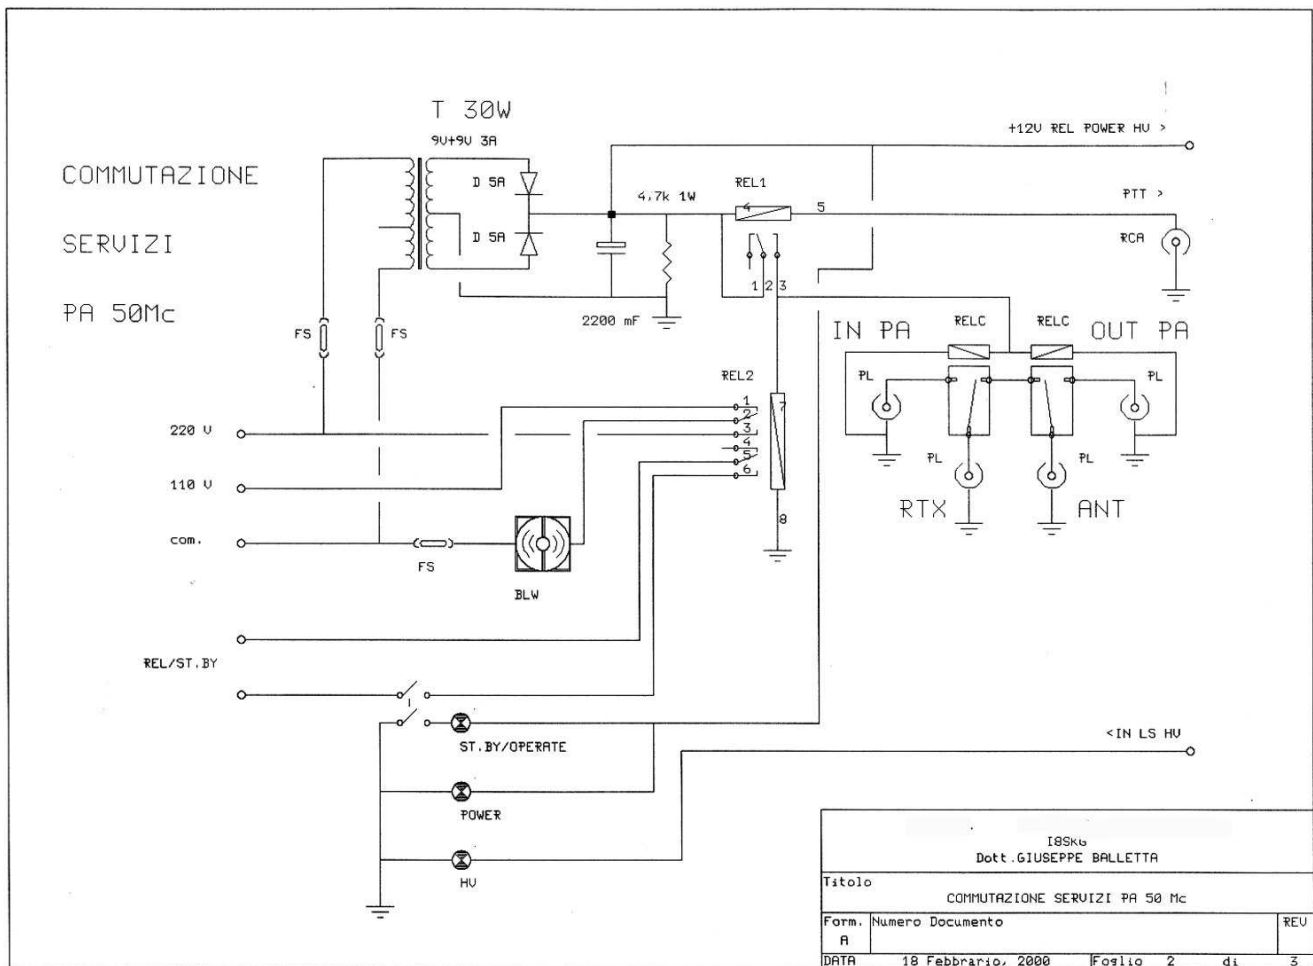 T 30W
9V+9V 3A
+12V REL POWER HV >
COMMUTAZIONE
SERVIZI
PA 50Mc
D 5A
D 5A
4,7k 1W
REL1
4
5
PTT >
RCA
1 2 3
2200 mF
FS
FS
IN PA
RELC
RELC
OUT PA
PL
PL
REL2
1
2
3
4
5
6
7
8
220 V
110 V
com.
FS
BLW
PL
PL
RTX
ANT
REL/ST.BY
ST.BY/OPERATE
<IN LS HV
POWER
HV
I8SKG
Dott.GIUSEPPE BALLETTA
Titolo
COMMUTAZIONE SERVIZI PA 50 Mc
Form.
A
Numero Documento
REV
DATA
18 Febbrario, 2000
Foglio 2 di 3